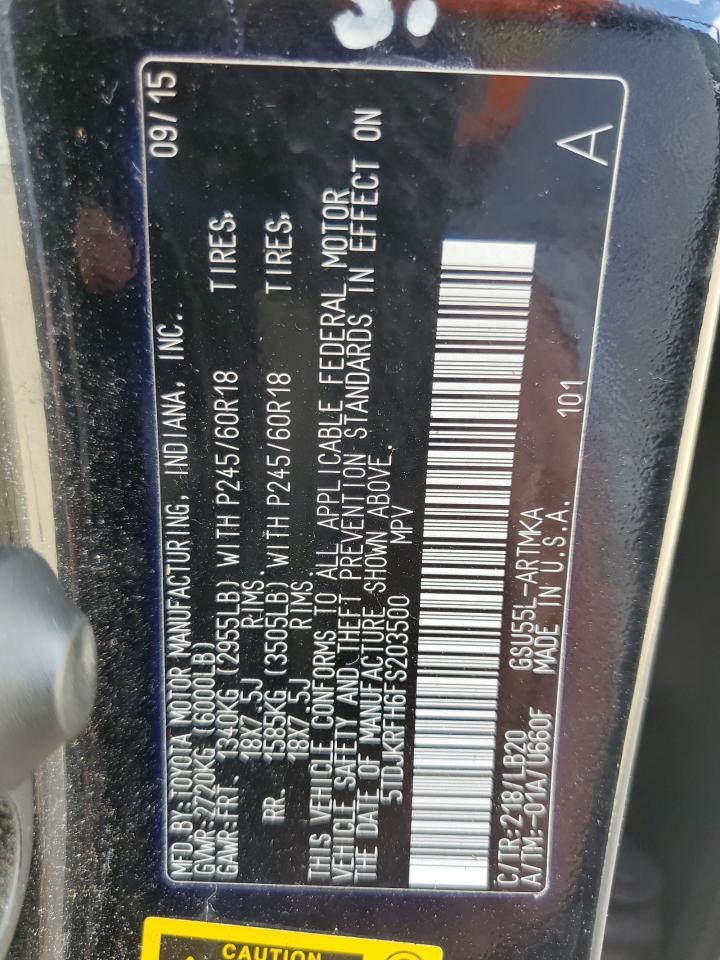 MFD BY:TOYOTA MOTOR MANUFACTURING, INDIANA, INC.. 09/15
GVWR:2720KG (6000LB)
GAWR:FRT. 1340KG (2955LB) WITH P245/60R18 TIRES,
18X7.5J RIMS.
RR. 1585KG (3505LB) WITH P245/60R18 TIRES,
18X7.5J RIMS.
THIS VEHICLE CONFORMS TO ALL APPLICABLE FEDERAL MOTOR
VEHICLE SAFETY AND THEFT PREVENTION STANDARDS IN EFFECT ON
THE DATE OF MANUFACTURE SHOWN ABOVE.
5TDJKRFH6FS203500 MPV
C/TR:218/LB20 GSU55L-ARTMKA 101
A/TM:-01A/U660F MADE IN U.S.A. A
CAUTION